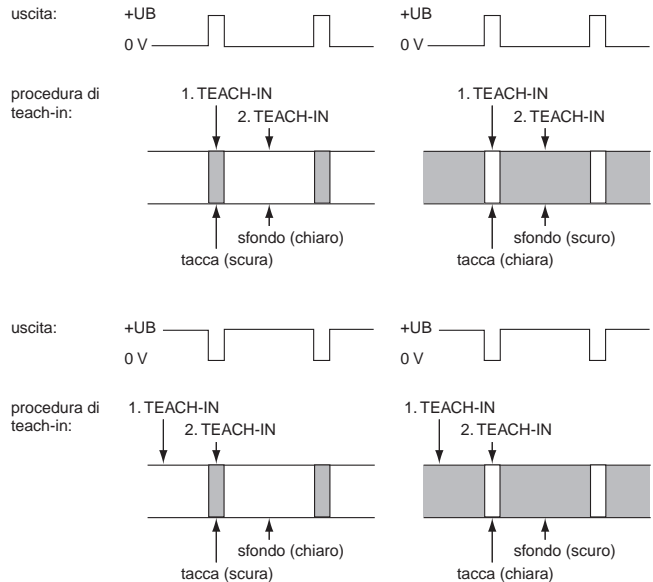 uscita:
+UB
0 V
+UB
0 V
procedura di
teach-in:
1. TEACH-IN
2. TEACH-IN
sfondo (chiaro)
tacca (scura)
1. TEACH-IN
2. TEACH-IN
sfondo (scuro)
tacca (chiara)
uscita:
+UB
0 V
+UB
0 V
procedura di
teach-in:
1. TEACH-IN
2. TEACH-IN
sfondo (chiaro)
tacca (scura)
1. TEACH-IN
2. TEACH-IN
sfondo (scuro)
tacca (chiara)